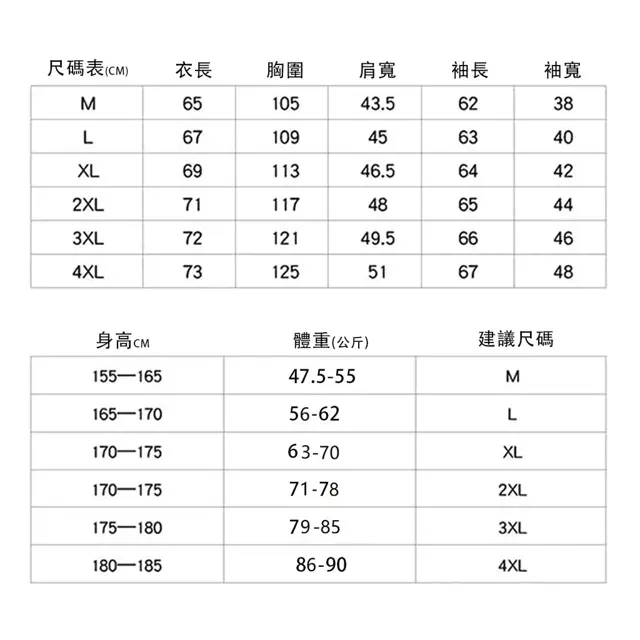 尺碼表(CM) 衣長 胸圍 肩寬 袖長 袖寬
M 65 105 43.5 62 38
L 67 109 45 63 40
XL 69 113 46.5 64 42
2XL 71 117 48 65 44
3XL 72 121 49.5 66 46
4XL 73 125 51 67 48
身高CM 體重(公斤) 建議尺碼
155—165 47.5-55 M
165—170 56-62 L
170—175 63-70 XL
170—175 71-78 2XL
175—180 79-85 3XL
180—185 86-90 4XL